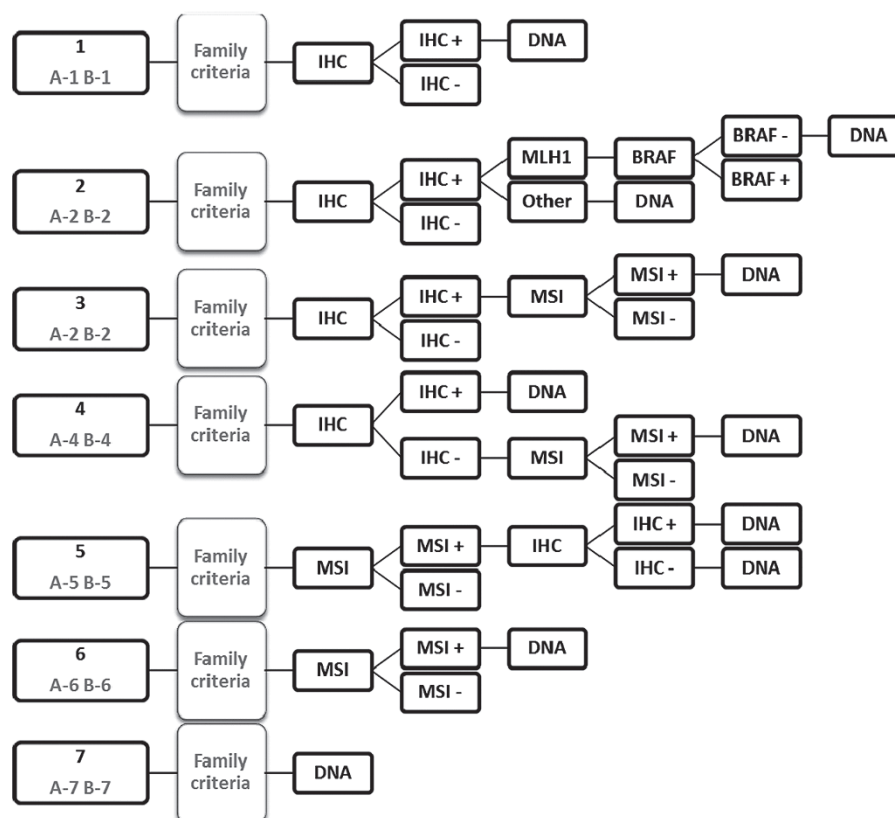 1
A-1 B-1
Family
criteria
IHC
IHC +
DNA
IHC -
2
A-2 B-2
Family
criteria
IHC
IHC +
MLH1
BRAF
BRAF -
DNA
BRAF +
Other
DNA
IHC -
3
A-2 B-2
Family
criteria
IHC
IHC +
MSI
MSI +
DNA
MSI -
IHC -
4
A-4 B-4
Family
criteria
IHC
IHC +
DNA
IHC -
MSI
MSI +
DNA
MSI -
5
A-5 B-5
Family
criteria
MSI
MSI +
IHC
IHC +
DNA
IHC -
DNA
MSI -
6
A-6 B-6
Family
criteria
MSI
MSI +
DNA
MSI -
7
A-7 B-7
Family
criteria
DNA